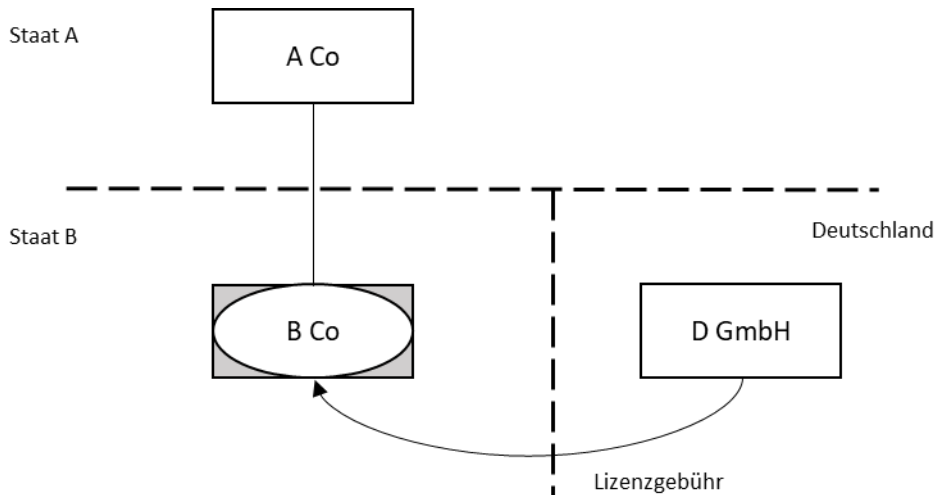 Staat A
A Co
Staat B
Deutschland
B Co
D GmbH
Lizenzgebühr